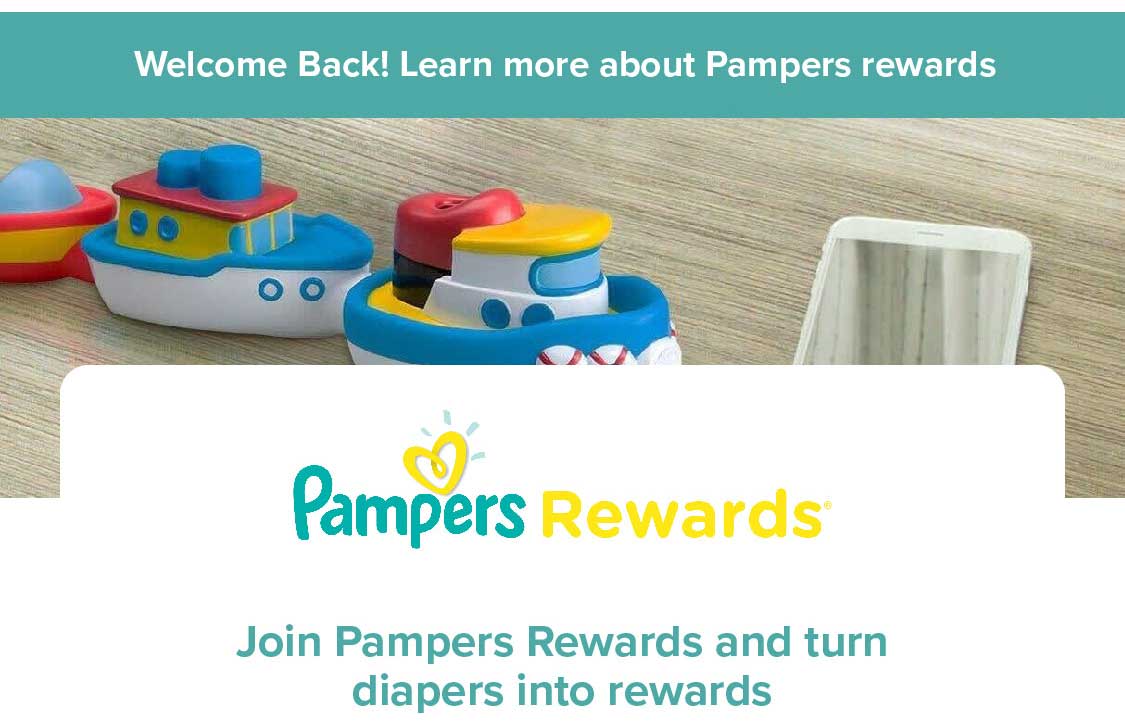 Welcome Back! Learn more about Pampers rewards
Pampers Rewards®
Join Pampers Rewards and turn
diapers into rewards